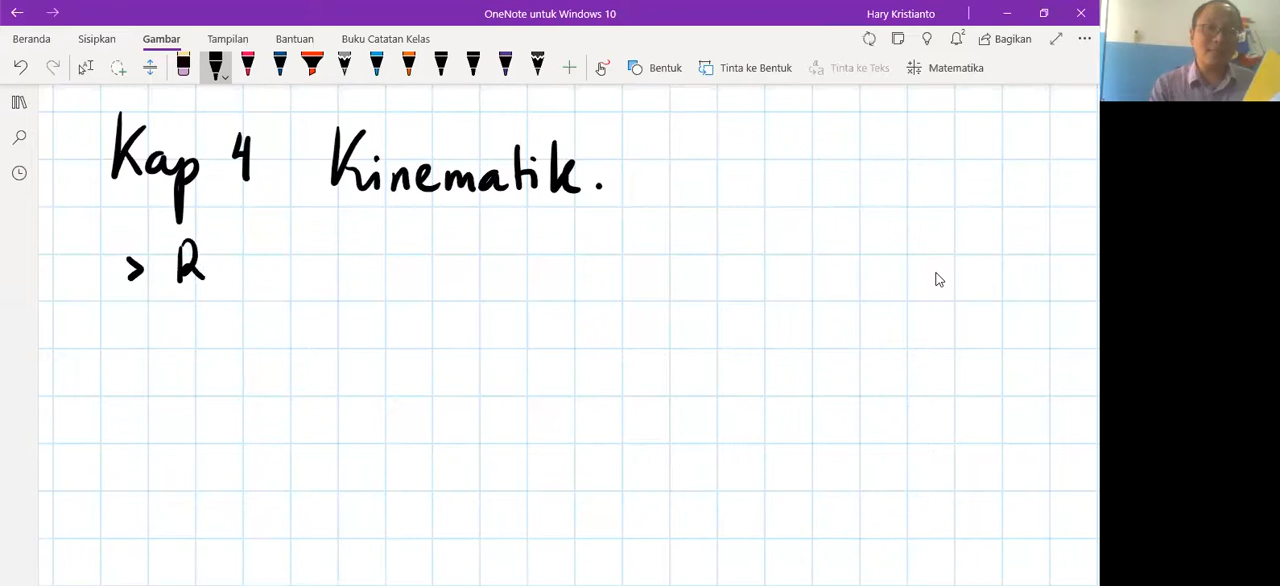 OneNote untuk Windows 10
Hary Kristianto
Beranda Sisipkan Gambar Tampilan Bantuan Buku Catatan Kelas
2 Bagikan
Bentuk Tinta ke Bentuk Tinta ke Teks Matematika
Kap 4 Kinematik.
> R